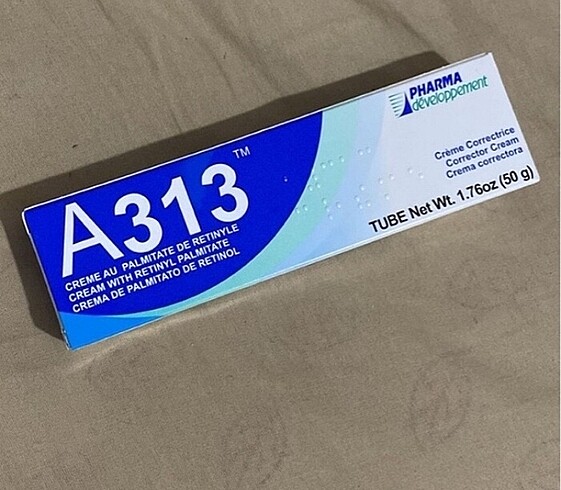 PHARMA
développement
Crème Correctrice
Corrector Cream
Crema correctora
TUBE Net Wt. 1.76oz (50 g)
A313™
CREME AU PALMITATE DE RETINYLE
CREAM WITH RETINYL PALMITATE
CREMA DE PALMITATO DE RETINOL